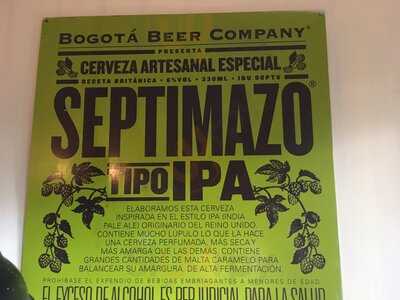 BOGOTÁ BEER COMPANY®
PRESENTA
CERVEZA ARTESANAL ESPECIAL
RECETA BRITÁNICA • 6%VOL • 330ML • IBU
SEPTIMAZO®
TIPO IPA
ELABORAMOS ESTA CERVEZA
INSPIRADA EN EL ESTILO IPA (INDIA
PALE ALE) ORIGINARIO DEL REINO UNIDO.
CONTIENE MUCHO LÚPULO LO QUE LA HACE
UNA CERVEZA PERFUMADA, MÁS SECA Y
MÁS AMARGA QUE LAS DEMÁS; CONTIENE
GRANDES CANTIDADES DE MALTA CARAMELO PARA
BALANCEAR SU AMARGURA. DE ALTA FERMENTACIÓN.
PROHÍBASE EL EXPENDIO DE BEBIDAS EMBRIAGANTES A MENORES DE EDAD.
EL EXCESO DE ALCOHOL ES PERJUDICIAL PARA LA SALUD